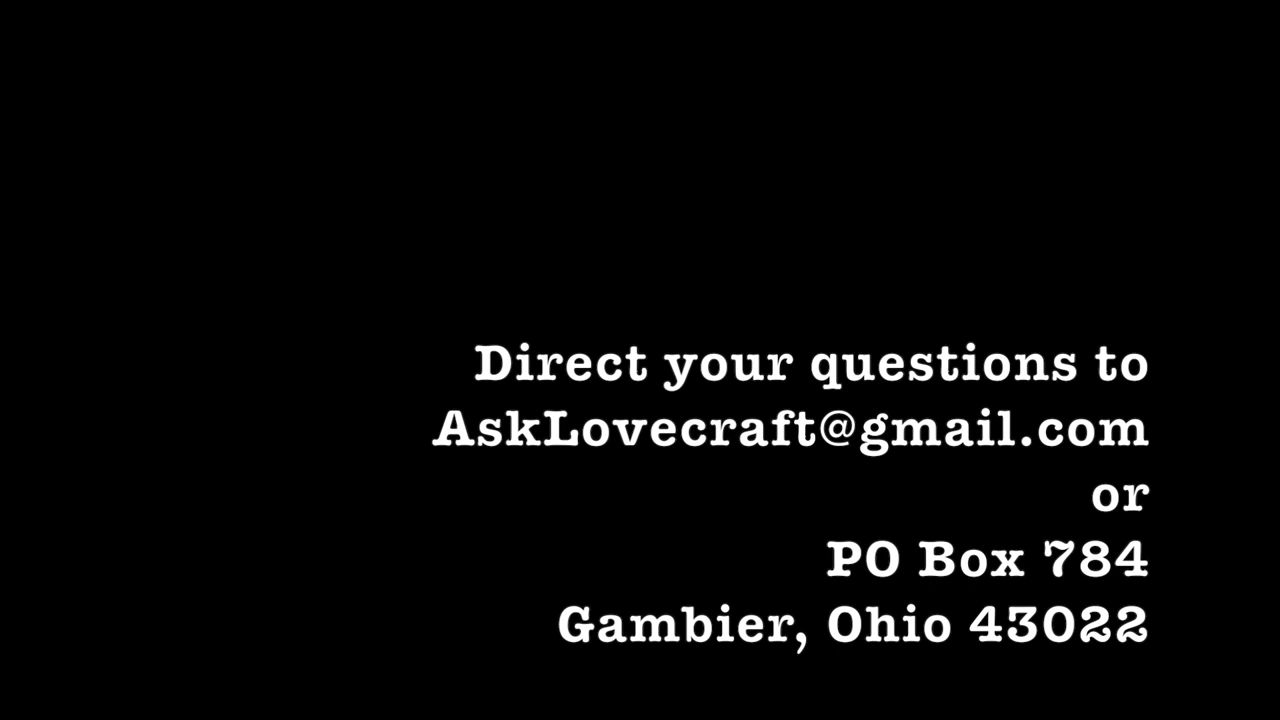 Direct your questions to
AskLovecraft@gmail.com
or
PO Box 784
Gambier, Ohio 43022